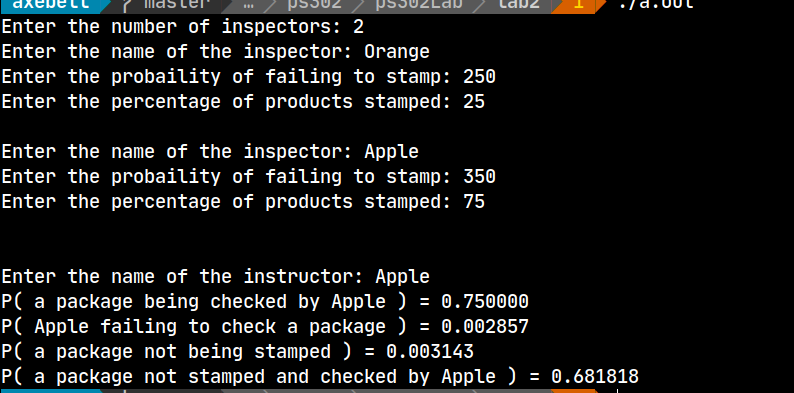 axebell master … ps302 ps302Lab lab2 1 ./a.out
Enter the number of inspectors: 2
Enter the name of the inspector: Orange
Enter the probaility of failing to stamp: 250
Enter the percentage of products stamped: 25
Enter the name of the inspector: Apple
Enter the probaility of failing to stamp: 350
Enter the percentage of products stamped: 75
Enter the name of the instructor: Apple
P( a package being checked by Apple ) = 0.750000
P( Apple failing to check a package ) = 0.002857
P( a package not being stamped ) = 0.003143
P( a package not stamped and checked by Apple ) = 0.681818